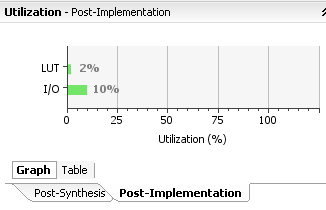 Utilization - Post-Implementation
LUT 2%
I/O 10%
0 25 50 75 100
Utilization (%)
Graph Table
Post-Synthesis Post-Implementation